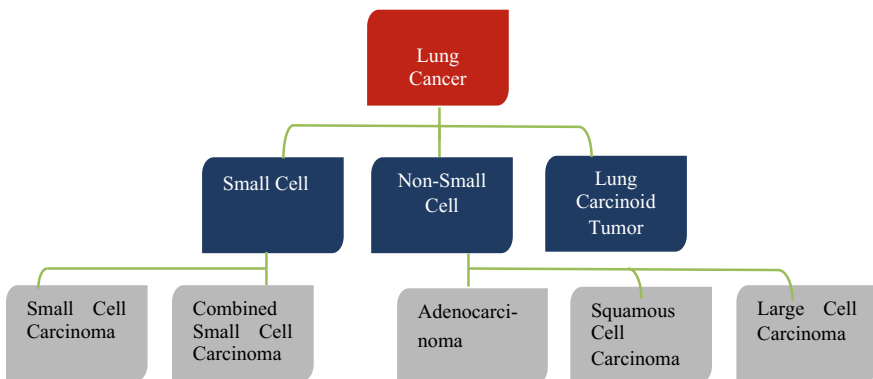 Lung
Cancer
Small Cell
Non-Small
Cell
Lung
Carcinoid
Tumor
Small Cell
Carcinoma
Combined
Small Cell
Carcinoma
Adenocarci-
noma
Squamous
Cell
Carcinoma
Large Cell
Carcinoma